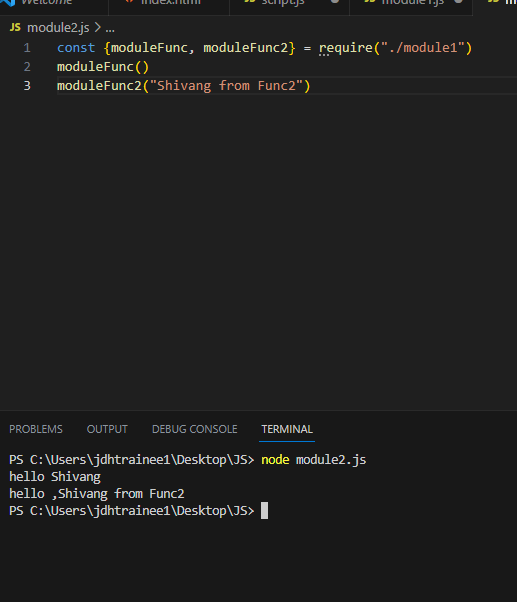 Welcome index.html script.js module1.js
JS module2.js > ...
1 const {moduleFunc, moduleFunc2} = require("./module1")
2 moduleFunc()
3 moduleFunc2("Shivang from Func2")
PROBLEMS OUTPUT DEBUG CONSOLE TERMINAL
PS C:\Users\jdhtrainee1\Desktop\JS> node module2.js
hello Shivang
hello ,Shivang from Func2
PS C:\Users\jdhtrainee1\Desktop\JS>